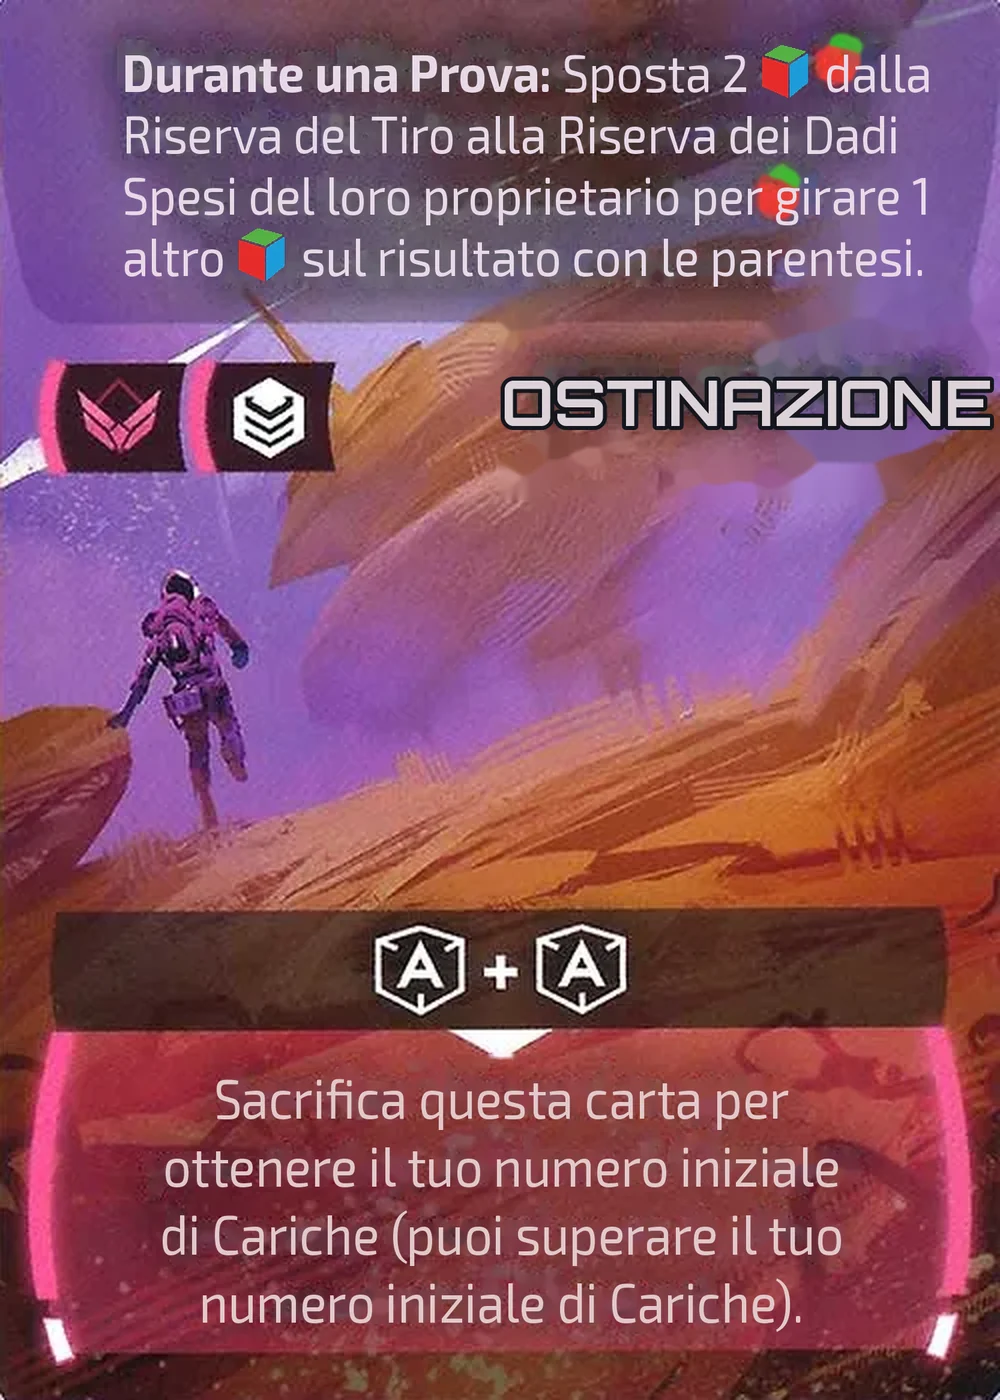 Durante una Prova: Sposta 2 dalla
Riserva del Tiro alla Riserva dei Dadi
Spesi del loro proprietario per girare 1
altro sul risultato con le parentesi.
OSTINAZIONE
A + A
Sacrifica questa carta per
ottenere il tuo numero iniziale
di Cariche (puoi superare il tuo
numero iniziale di Cariche).